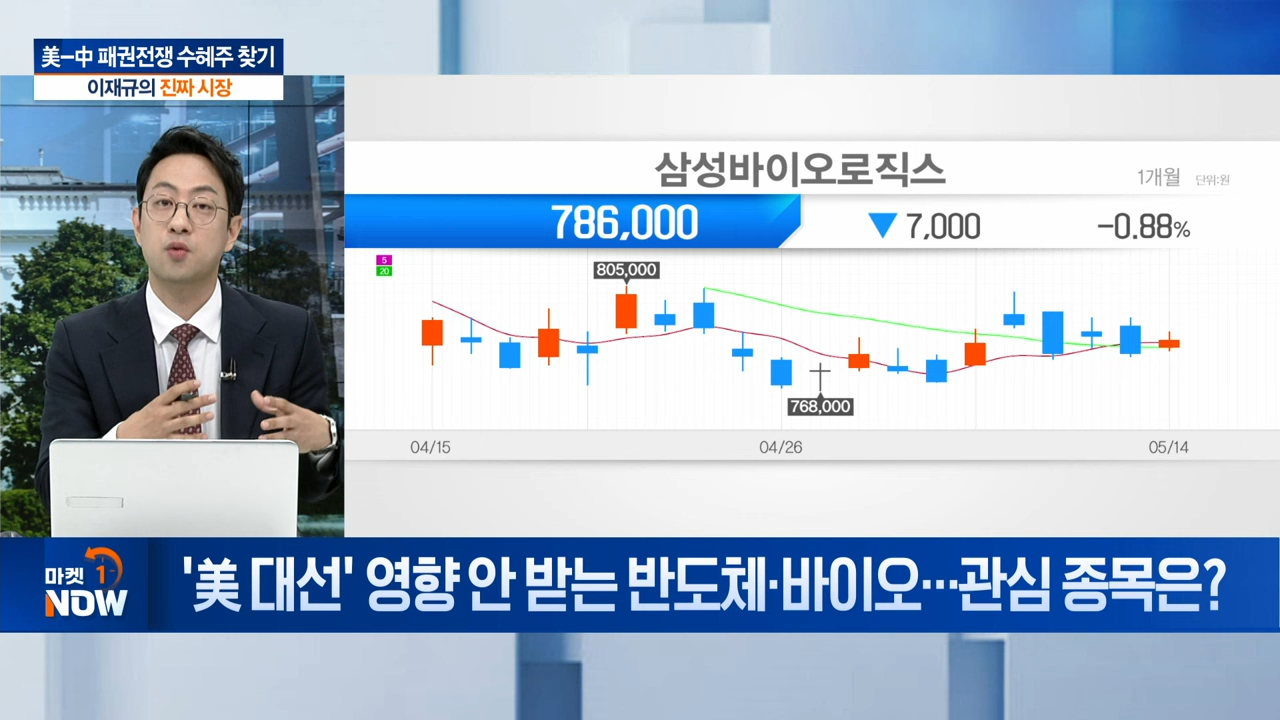 美-中 패권전쟁 수혜주 찾기
이재규의 진짜 시장
삼성바이오로직스
1개월 단위:원
786,000 ▼ 7,000 -0.88%
5
20
805,000
768,000
04/15 04/26 05/14
마켓 1
NOW
'美 대선' 영향 안 받는 반도체·바이오…관심 종목은?